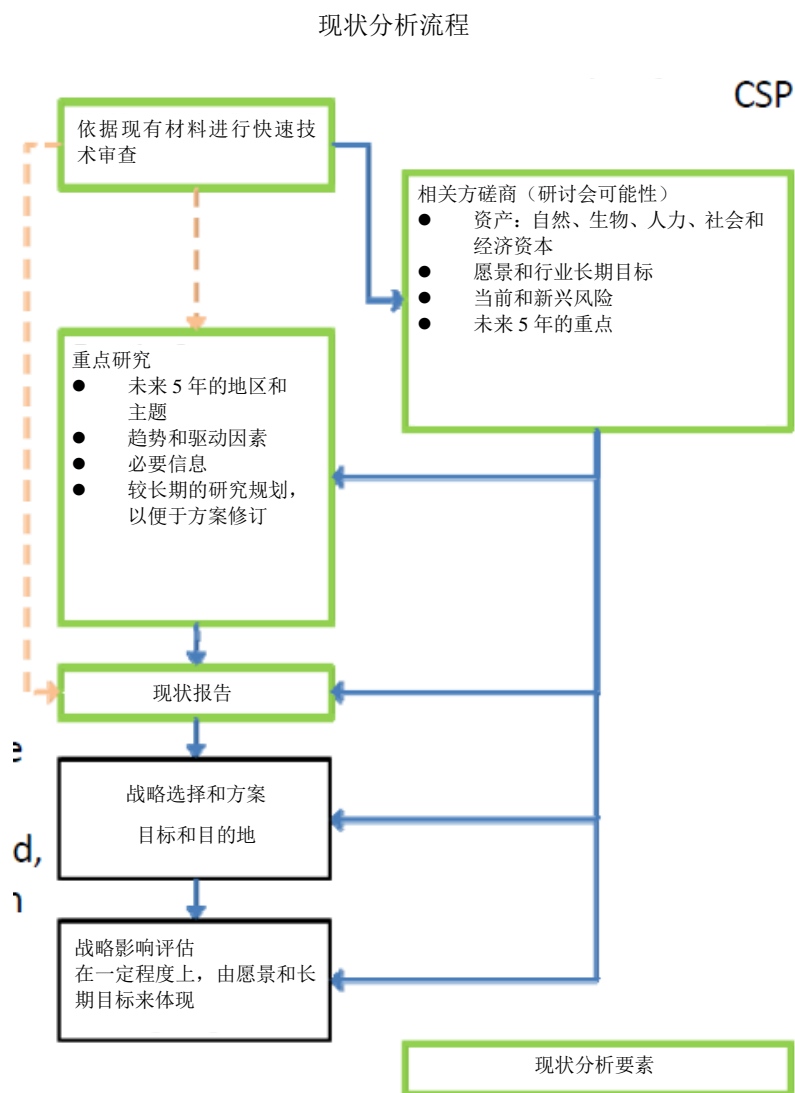 现状分析流程
CSP
依据现有材料进行快速技
术审查
相关方磋商（研讨会可能性）
● 资产：自然、生物、人力、社会和
经济资本
● 愿景和行业长期目标
● 当前和新兴风险
● 未来 5 年的重点
重点研究
● 未来 5 年的地区和
主题
● 趋势和驱动因素
● 必要信息
● 较长期的研究规划，
以便于方案修订
现状报告
e
战略选择和方案
目标和目的地
d,
战略影响评估
在一定程度上，由愿景和长
期目标来体现
现状分析要素